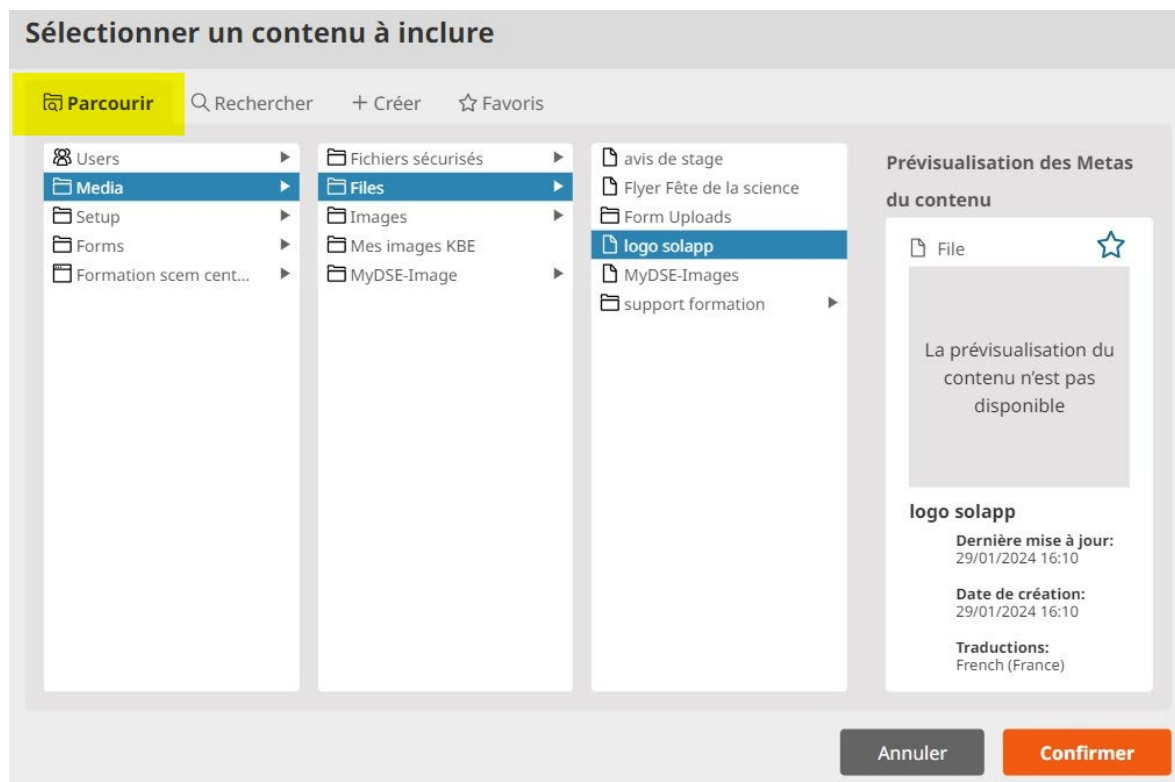 Sélectionner un contenu à inclure
Parcourir
Rechercher
Créer
Favoris
Users
Media
Setup
Forms
Formation scem cent...
Fichiers sécurisés
Files
Images
Mes images KBE
MyDSE-Image
avis de stage
Flyer Fête de la science
Form Uploads
logo solapp
MyDSE-Images
support formation
Prévisualisation des Metas
du contenu
File
La prévisualisation du
contenu n'est pas
disponible
logo solapp
Dernière mise à jour:
29/01/2024 16:10
Date de création:
29/01/2024 16:10
Traductions:
French (France)
Annuler
Confirmer